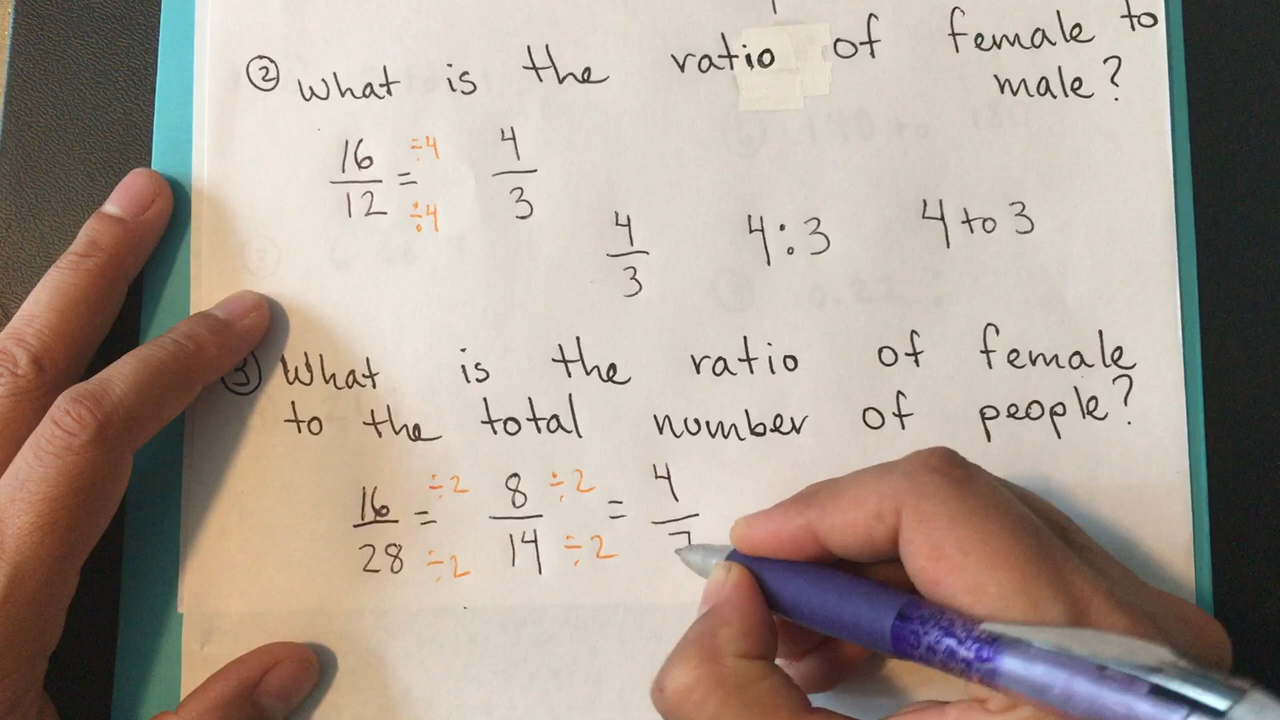 ② What is the ratio of female to
male?
16/12 = ÷4 ÷4 4/3
4/3 4:3 4 to 3
③ What is the ratio of female
to the total number of people?
16/28 ÷2 ÷2 = 8/14 ÷2 ÷2 = 4/7